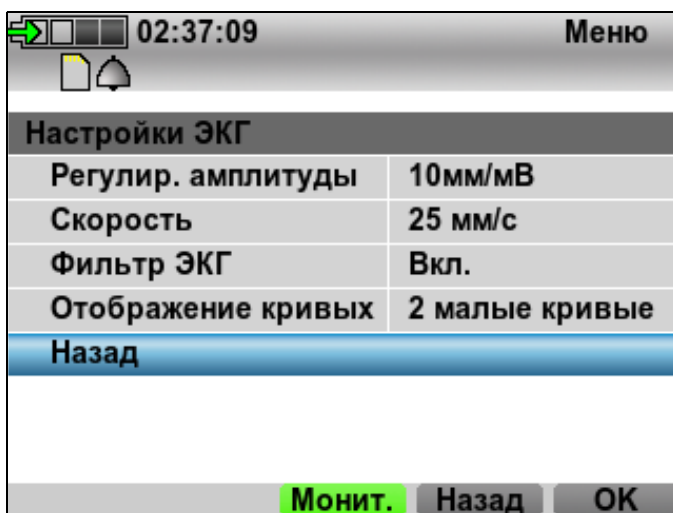 02:37:09 Меню
Настройки ЭКГ
Регулир. амплитуды 10мм/мВ
Скорость 25 мм/с
Фильтр ЭКГ Вкл.
Отображение кривых 2 малые кривые
Назад
Монит. Назад OK